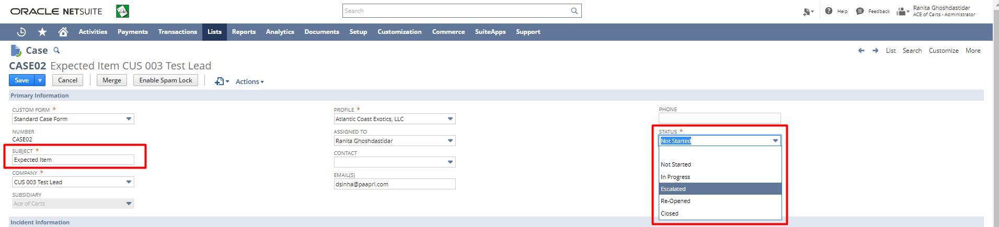 ORACLE NETSUITE
Search
Help
Feedback
Ranita Ghoshdastidar
ACE of Carts - Administrator
Activities Payments Transactions Lists Reports Analytics Documents Setup Customization Commerce SuiteApps Support
Case
List Search Customize More
CASE02 Expected Item CUS 003 Test Lead
Save Cancel Merge Enable Spam Lock Actions
Primary Information
CUSTOM FORM *
Standard Case Form
NUMBER
CASE02
SUBJECT *
Expected Item
COMPANY *
CUS 003 Test Lead
SUBSIDIARY
Ace of Carts
PROFILE *
Atlantic Coast Exotics, LLC
ASSIGNED TO
Ranita Ghoshdastidar
CONTACT
EMAIL(S)
dsinha@paapri.com
PHONE
STATUS *
Not Started
Not Started
In Progress
Escalated
Re-Opened
Closed
Incident Information